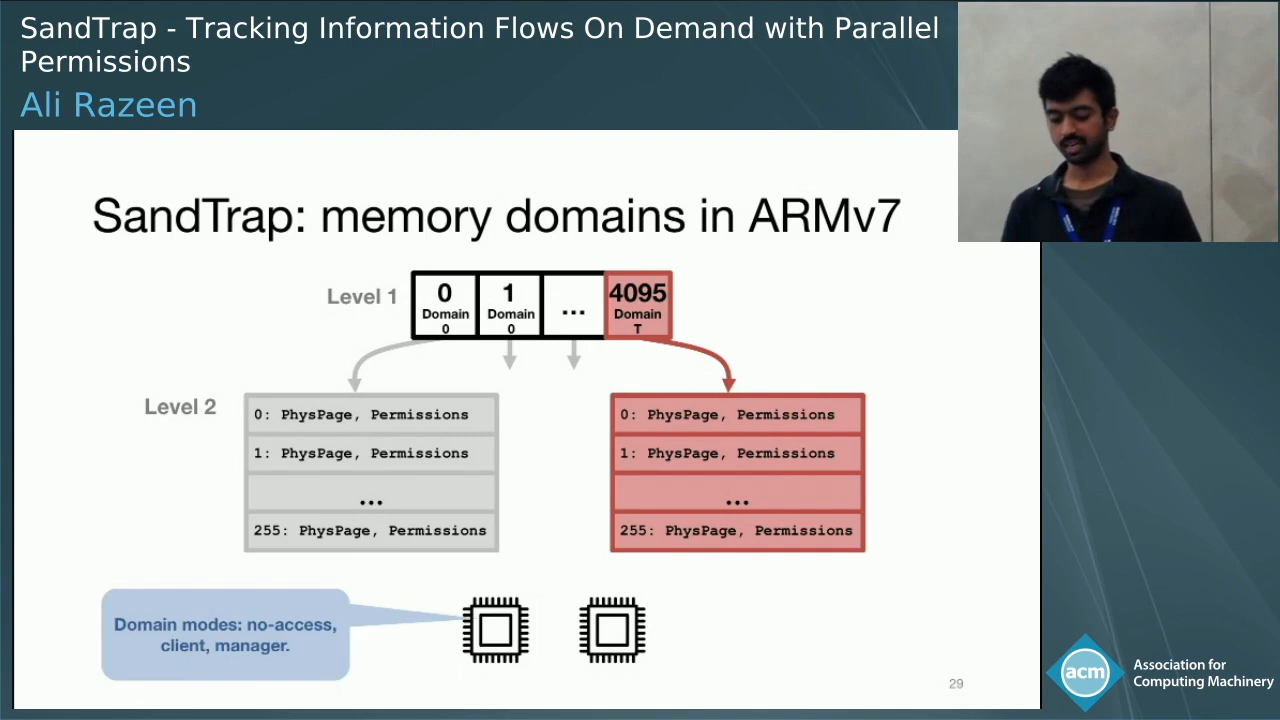 SandTrap - Tracking Information Flows On Demand with Parallel
Permissions
Ali Razeen
SandTrap: memory domains in ARMv7
Level 1
0
Domain
0
1
Domain
0
...
4095
Domain
T
Level 2
0: PhysPage, Permissions
1: PhysPage, Permissions
...
255: PhysPage, Permissions
0: PhysPage, Permissions
1: PhysPage, Permissions
...
255: PhysPage, Permissions
Domain modes: no-access,
client, manager.
29
acm
Association for
Computing Machinery